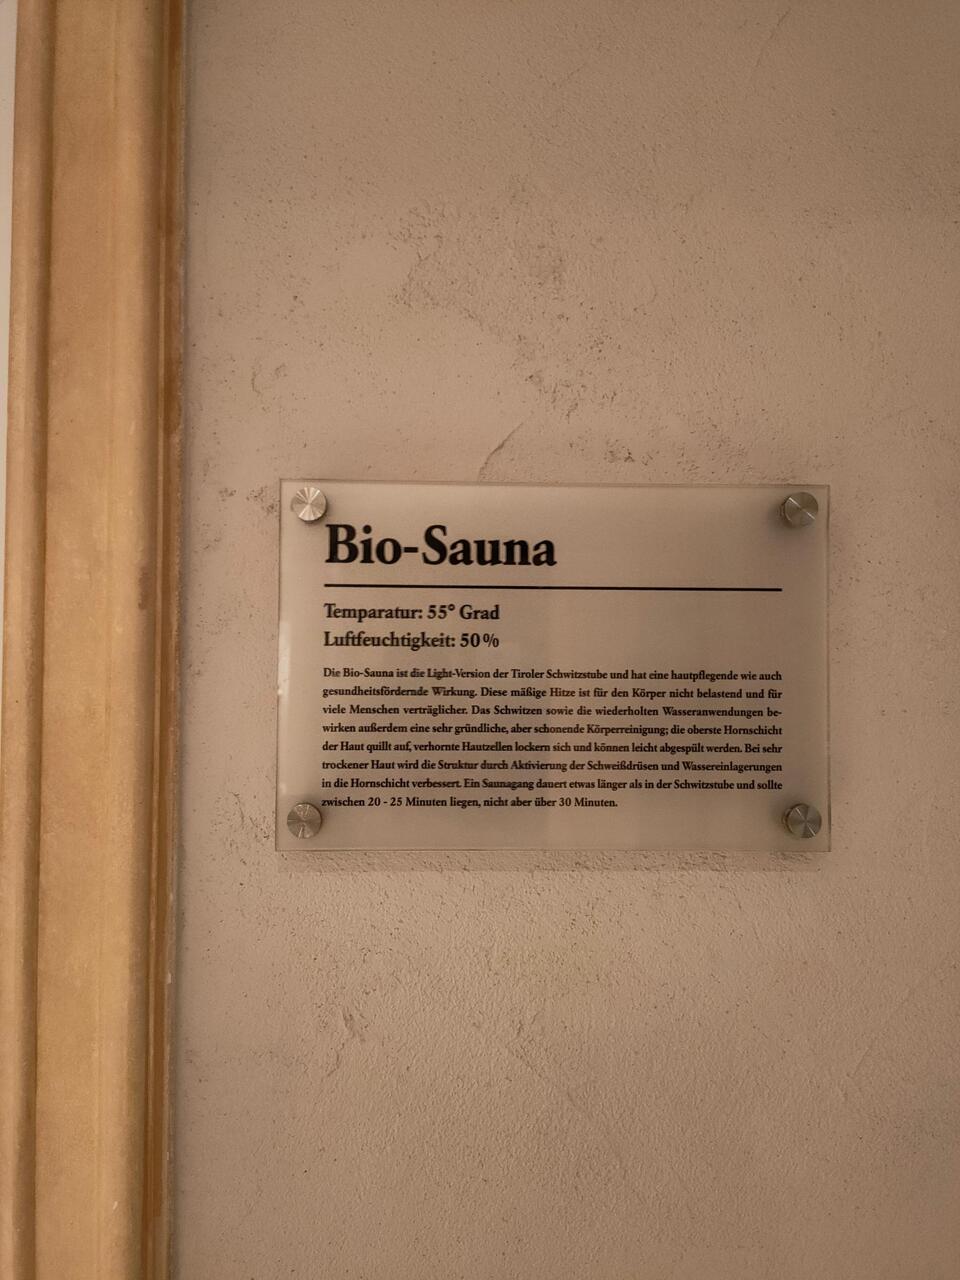 Bio-Sauna
Temparatur: 55° Grad
Luftfeuchtigkeit: 50 %
Die Bio-Sauna ist die Light-Version der Tiroler Schwitzstube und hat eine hautpflegende wie auch
gesundheitsfördernde Wirkung. Diese mäßige Hitze ist für den Körper nicht belastend und für
viele Menschen verträglicher. Das Schwitzen sowie die wiederholten Wasseranwendungen be-
wirken außerdem eine sehr gründliche, aber schonende Körperreinigung; die oberste Hornschicht
der Haut quillt auf, verhornte Hautzellen lockern sich und können leicht abgespült werden. Bei sehr
trockener Haut wird die Struktur durch Aktivierung der Schweißdrüsen und Wassereinlagerungen
in die Hornschicht verbessert. Ein Saunagang dauert etwas länger als in der Schwitzstube und sollte
zwischen 20 - 25 Minuten liegen, nicht aber über 30 Minuten.